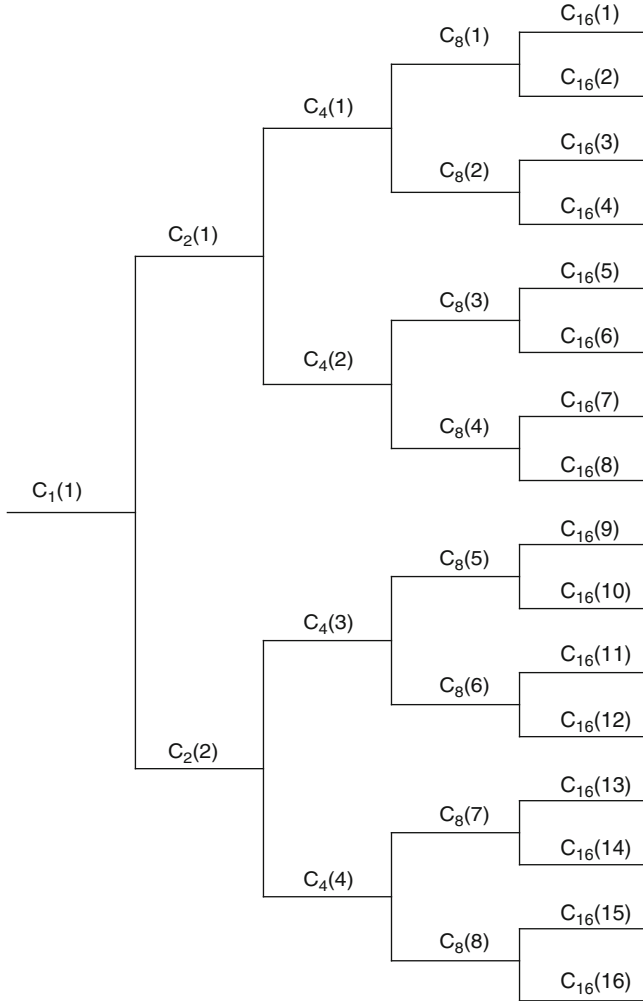 C₁(1)
C₂(1)
C₂(2)
C₄(1)
C₄(2)
C₄(3)
C₄(4)
C₈(1)
C₈(2)
C₈(3)
C₈(4)
C₈(5)
C₈(6)
C₈(7)
C₈(8)
C₁₆(1)
C₁₆(2)
C₁₆(3)
C₁₆(4)
C₁₆(5)
C₁₆(6)
C₁₆(7)
C₁₆(8)
C₁₆(9)
C₁₆(10)
C₁₆(11)
C₁₆(12)
C₁₆(13)
C₁₆(14)
C₁₆(15)
C₁₆(16)